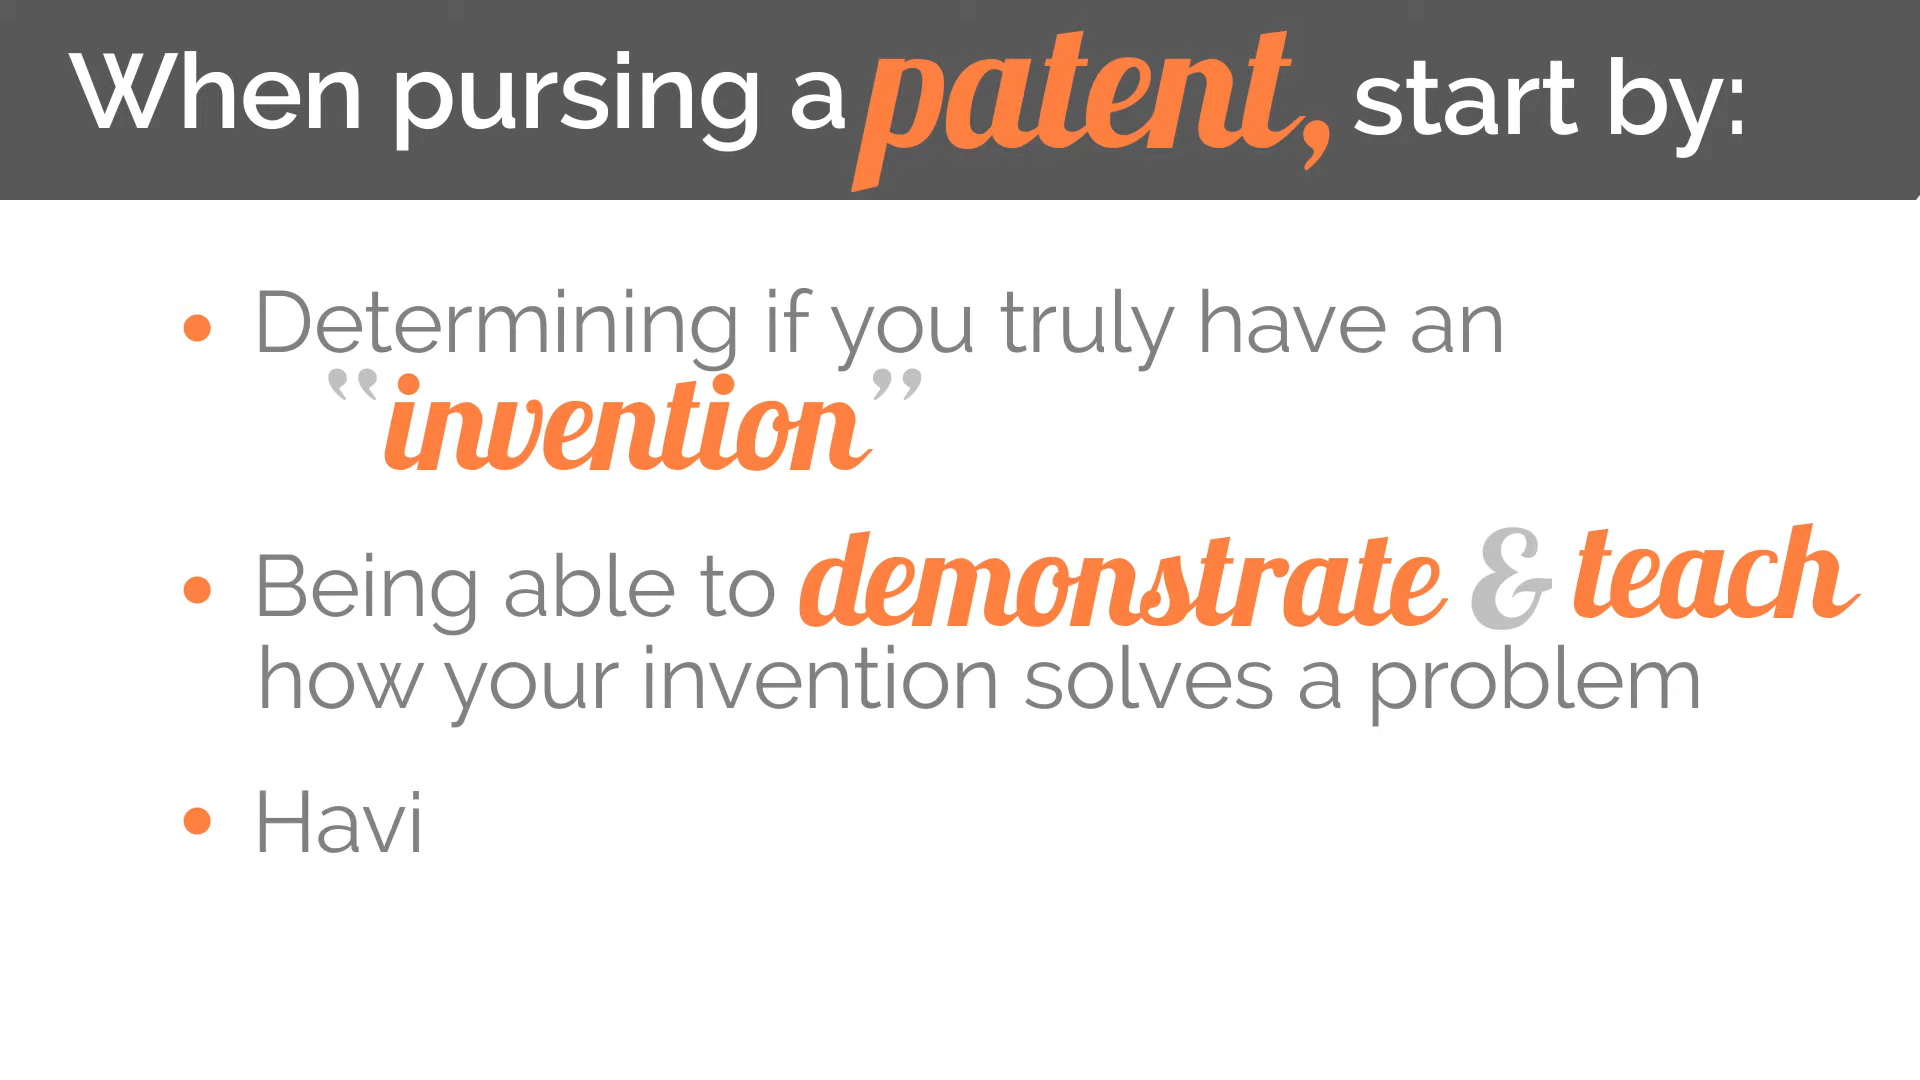 When pursing a patent, start by:
• Determining if you truly have an
”invention”
• Being able to demonstrate & teach
how your invention solves a problem
• Havi